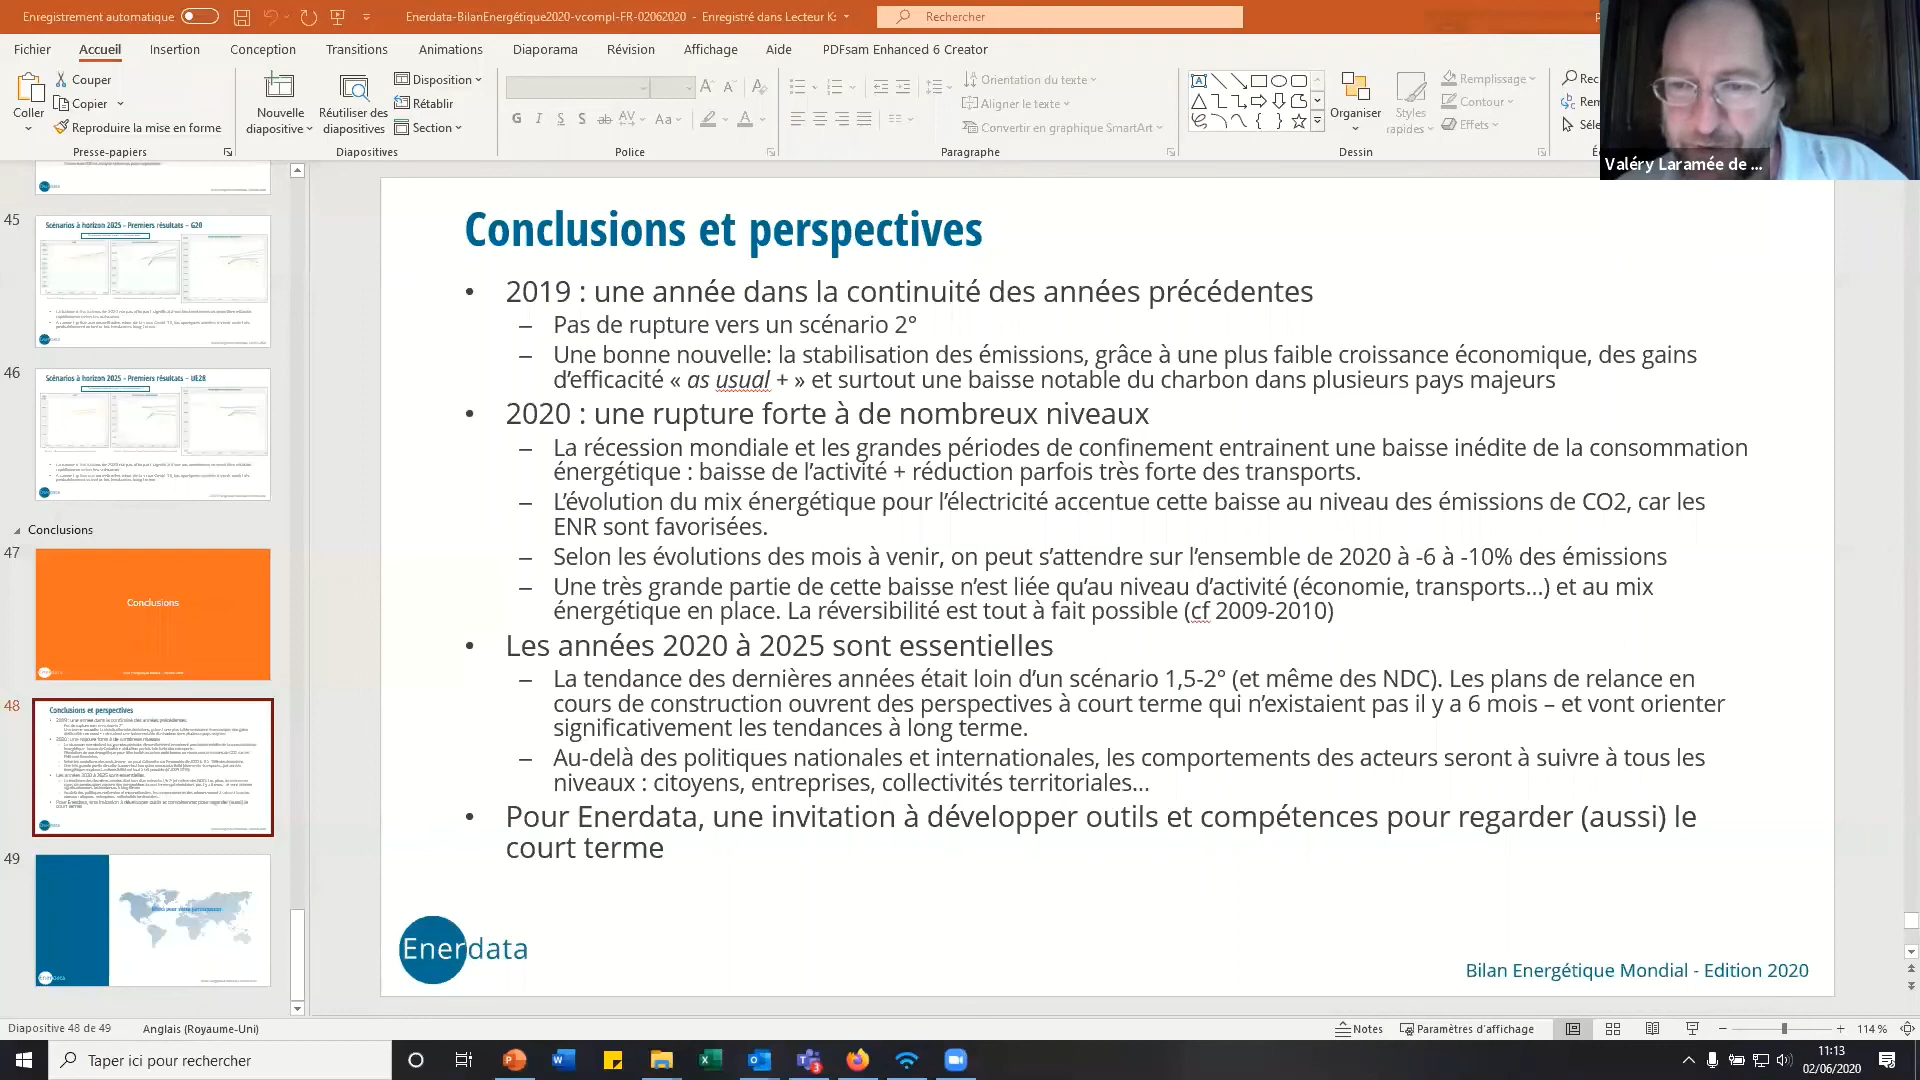 Enregistrement automatique
Enerdata-BilanEnergétique2020-vcompl-FR-02062020 - Enregistré dans Lecteur K:
Rechercher
Fichier Accueil Insertion Conception Transitions Animations Diaporama Révision Affichage Aide PDFsam Enhanced 6 Creator
Coller
Couper
Copier
Reproduire la mise en forme
Presse-papiers
Nouvelle
diapositive
Réutiliser des
diapositives
Disposition
Rétablir
Section
Diapositives
Police
Orientation du texte
Aligner le texte
Convertir en graphique SmartArt
Paragraphe
Organiser
Styles
rapides
Remplissage
Contour
Effets
Dessin
Valéry Laramée de ...
45
Scénarios à horizon 2025 - Premiers résultats – G20
46
Scénarios à horizon 2025 - Premiers résultats – UE28
Conclusions
47
Conclusions
48
Conclusions et perspectives
49
Conclusions et perspectives
• 2019 : une année dans la continuité des années précédentes
– Pas de rupture vers un scénario 2°
– Une bonne nouvelle: la stabilisation des émissions, grâce à une plus faible croissance économique, des gains
d’efficacité « as usual + » et surtout une baisse notable du charbon dans plusieurs pays majeurs
• 2020 : une rupture forte à de nombreux niveaux
– La récession mondiale et les grandes périodes de confinement entrainent une baisse inédite de la consommation
énergétique : baisse de l’activité + réduction parfois très forte des transports.
– L’évolution du mix énergétique pour l’électricité accentue cette baisse au niveau des émissions de CO2, car les
ENR sont favorisées.
– Selon les évolutions des mois à venir, on peut s’attendre sur l’ensemble de 2020 à -6 à -10% des émissions
– Une très grande partie de cette baisse n’est liée qu’au niveau d’activité (économie, transports…) et au mix
énergétique en place. La réversibilité est tout à fait possible (cf 2009-2010)
• Les années 2020 à 2025 sont essentielles
– La tendance des dernières années était loin d’un scénario 1,5-2° (et même des NDC). Les plans de relance en
cours de construction ouvrent des perspectives à court terme qui n’existaient pas il y a 6 mois – et vont orienter
significativement les tendances à long terme.
– Au-delà des politiques nationales et internationales, les comportements des acteurs seront à suivre à tous les
niveaux : citoyens, entreprises, collectivités territoriales…
• Pour Enerdata, une invitation à développer outils et compétences pour regarder (aussi) le
court terme
Enerdata
Bilan Energétique Mondial - Edition 2020
Diapositive 48 de 49 Anglais (Royaume-Uni)
Notes Paramètres d'affichage 114 %
Taper ici pour rechercher
11:13
02/06/2020